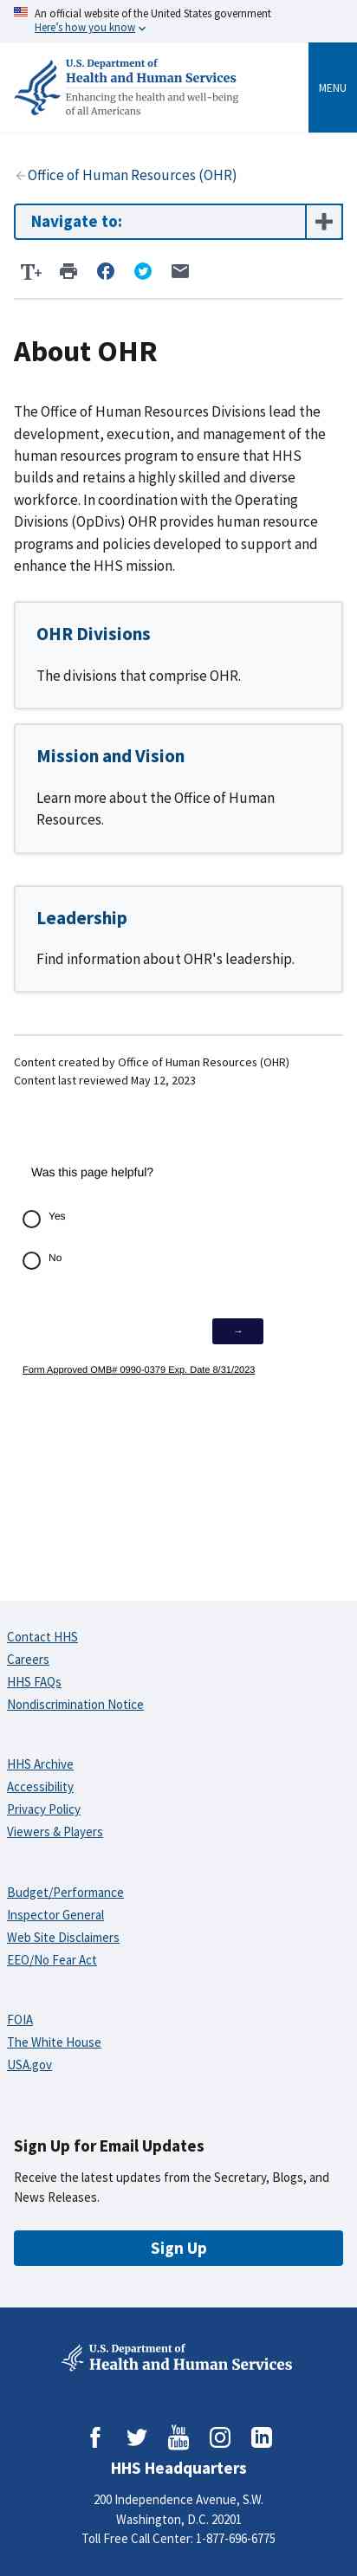 An official website of the United States government
Here's how you know
U.S. Department of
Health and Human Services
Enhancing the health and well-being
of all Americans
MENU
Office of Human Resources (OHR)
Navigate to:
T+
About OHR
The Office of Human Resources Divisions lead the
development, execution, and management of the
human resources program to ensure that HHS
builds and retains a highly skilled and diverse
workforce. In coordination with the Operating
Divisions (OpDivs) OHR provides human resource
programs and policies developed to support and
enhance the HHS mission.
OHR Divisions
The divisions that comprise OHR.
Mission and Vision
Learn more about the Office of Human
Resources.
Leadership
Find information about OHR's leadership.
Content created by Office of Human Resources (OHR)
Content last reviewed May 12, 2023
Was this page helpful?
Yes
No
→
Form Approved OMB# 0990-0379 Exp. Date 8/31/2023
Contact HHS
Careers
HHS FAQs
Nondiscrimination Notice
HHS Archive
Accessibility
Privacy Policy
Viewers & Players
Budget/Performance
Inspector General
Web Site Disclaimers
EEO/No Fear Act
FOIA
The White House
USA.gov
Sign Up for Email Updates
Receive the latest updates from the Secretary, Blogs, and
News Releases.
Sign Up
U.S. Department of
Health and Human Services
You Tube
HHS Headquarters
200 Independence Avenue, S.W.
Washington, D.C. 20201
Toll Free Call Center: 1-877-696-6775